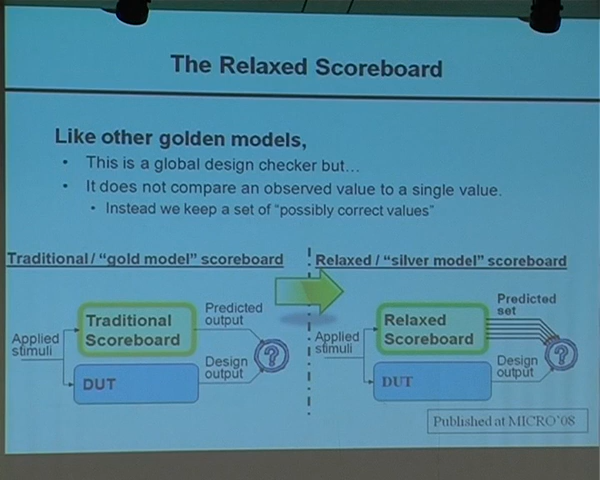 The Relaxed Scoreboard
Like other golden models,
• This is a global design checker but…
• It does not compare an observed value to a single value.
• Instead we keep a set of “possibly correct values”
Traditional / “gold model” scoreboard
Applied
stimuli
Traditional
Scoreboard
DUT
Predicted
output
Design
output
?
Relaxed / “silver model” scoreboard
Applied
stimuli
Relaxed
Scoreboard
DUT
Predicted
set
Design
output
?
Published at MICRO’08